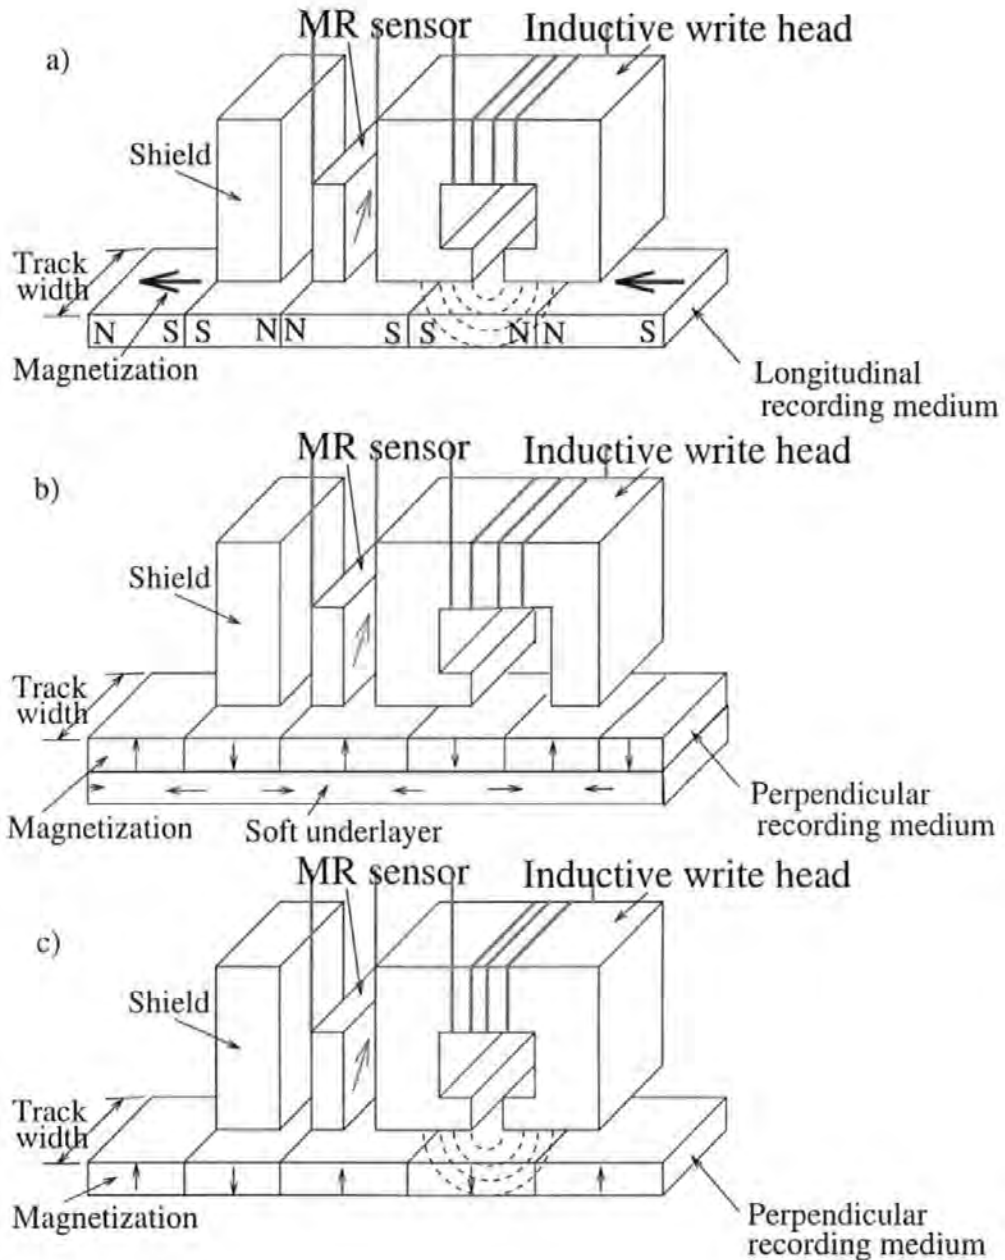 MR sensor
Inductive write head
a)
Shield
Track
width
N S S N N S S N N S
Magnetization
Longitudinal
recording medium
MR sensor
Inductive write head
b)
Shield
Track
width
Magnetization
Soft underlayer
Perpendicular
recording medium
MR sensor
Inductive write head
c)
Shield
Track
width
Magnetization
Perpendicular
recording medium